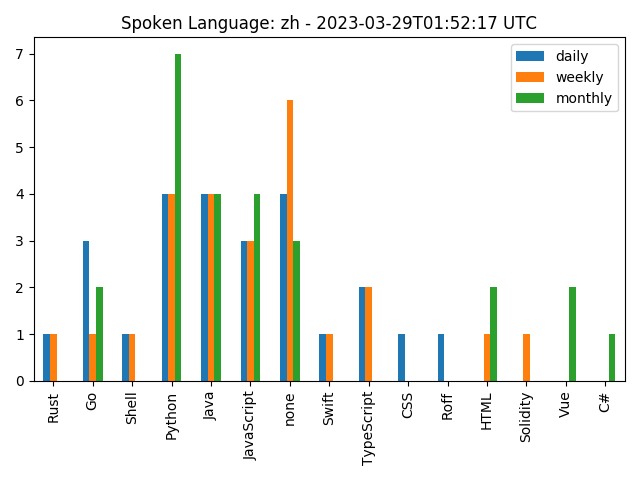 Spoken Language: zh - 2023-03-29T01:52:17 UTC
daily
weekly
monthly
7
6
5
4
3
2
1
0
Rust
Go
Shell
Python
Java
JavaScript
none
Swift
TypeScript
CSS
Roff
HTML
Solidity
Vue
C#